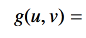 g(u, v) =